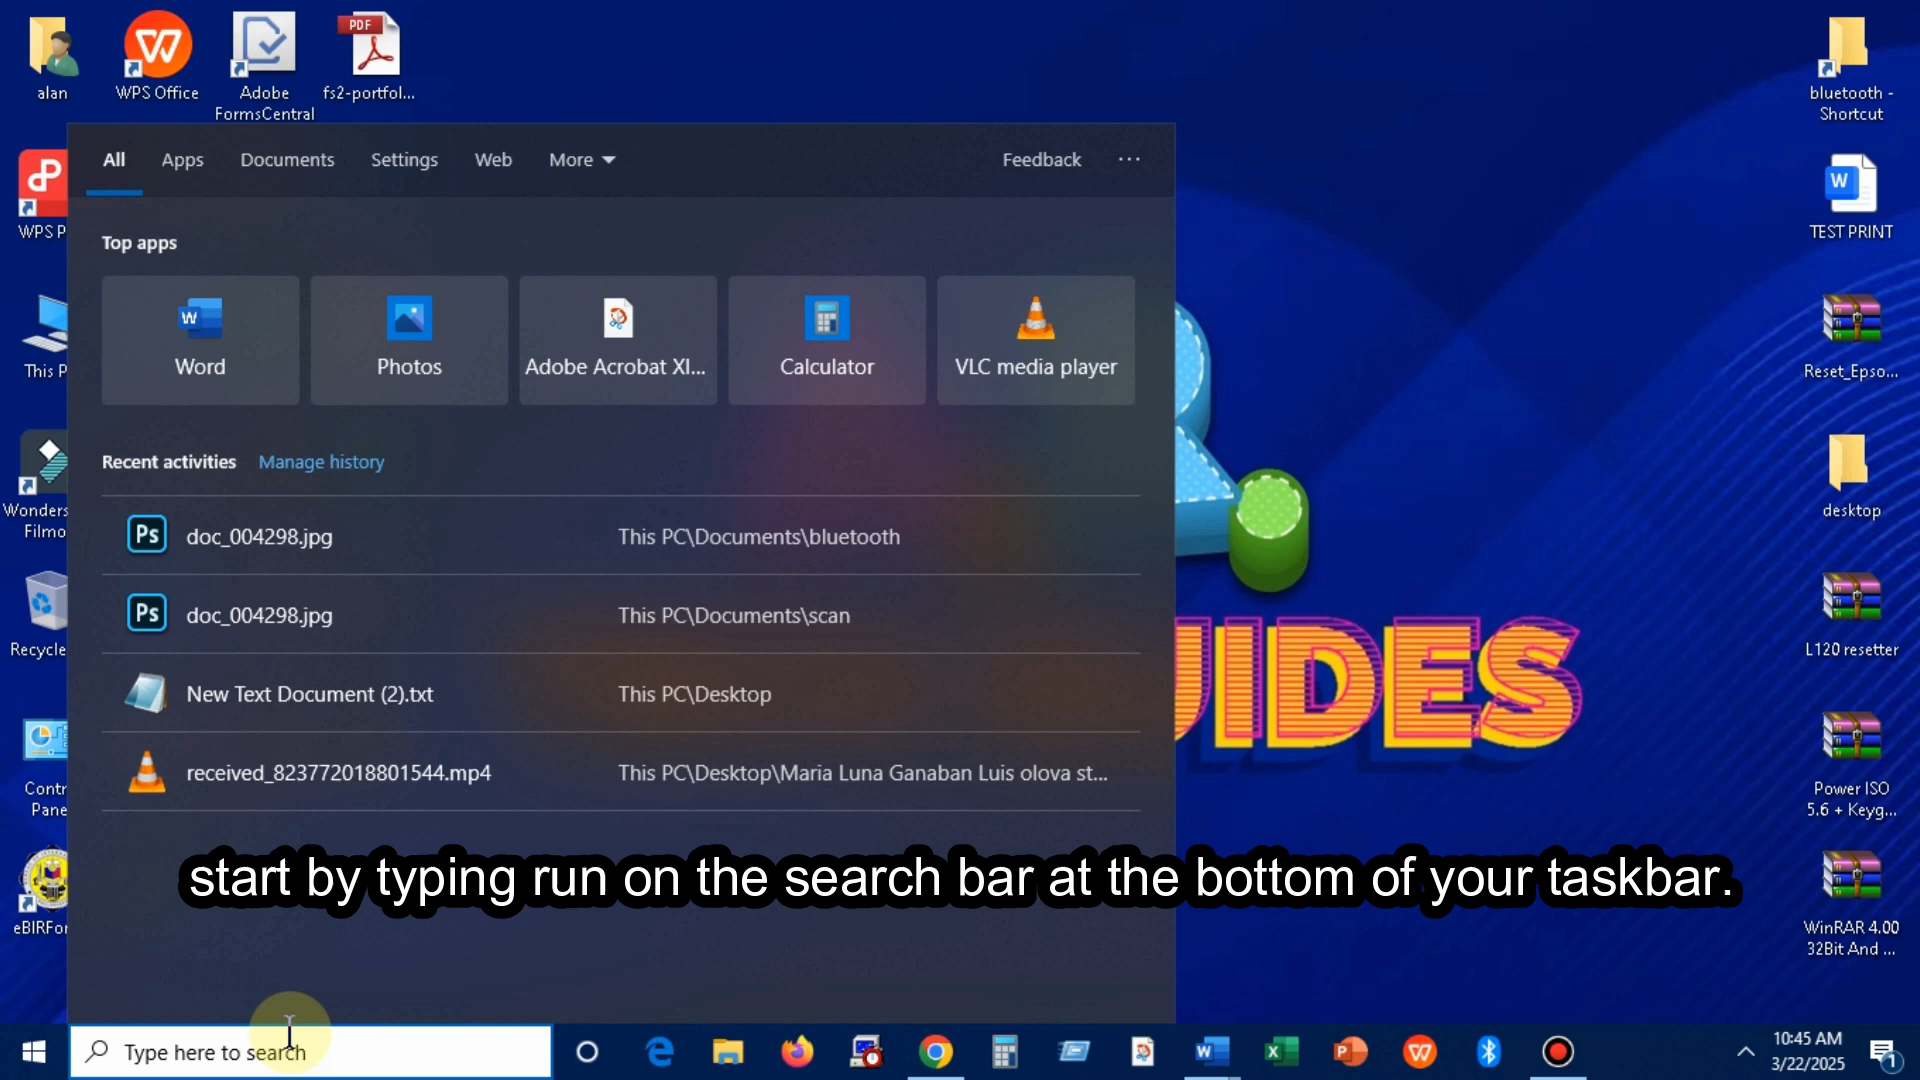 alan
WPS Office
Adobe
FormsCentral
PDF
fs2-portfol...
bluetooth -
Shortcut
All
Apps
Documents
Settings
Web
More
Feedback
...
WPS P
TEST PRINT
Top apps
Word
Photos
Adobe Acrobat XI...
Calculator
VLC media player
This P
Reset_Epso...
Recent activities
Manage history
Wonders
Filmo
desktop
Ps
doc_004298.jpg
This PC\Documents\bluetooth
Ps
doc_004298.jpg
This PC\Documents\scan
Recycle
L120 resetter
UIDES
New Text Document (2).txt
This PC\Desktop
received_823772018801544.mp4
This PC\Desktop\Maria Luna Ganaban Luis olova st...
Contr
Pane
Power ISO
5.6 + Keyg...
start by typing run on the search bar at the bottom of your taskbar.
eBIRFor
WinRAR 4.00
32Bit And ...
Type here to search
10:45 AM
3/22/2025
1